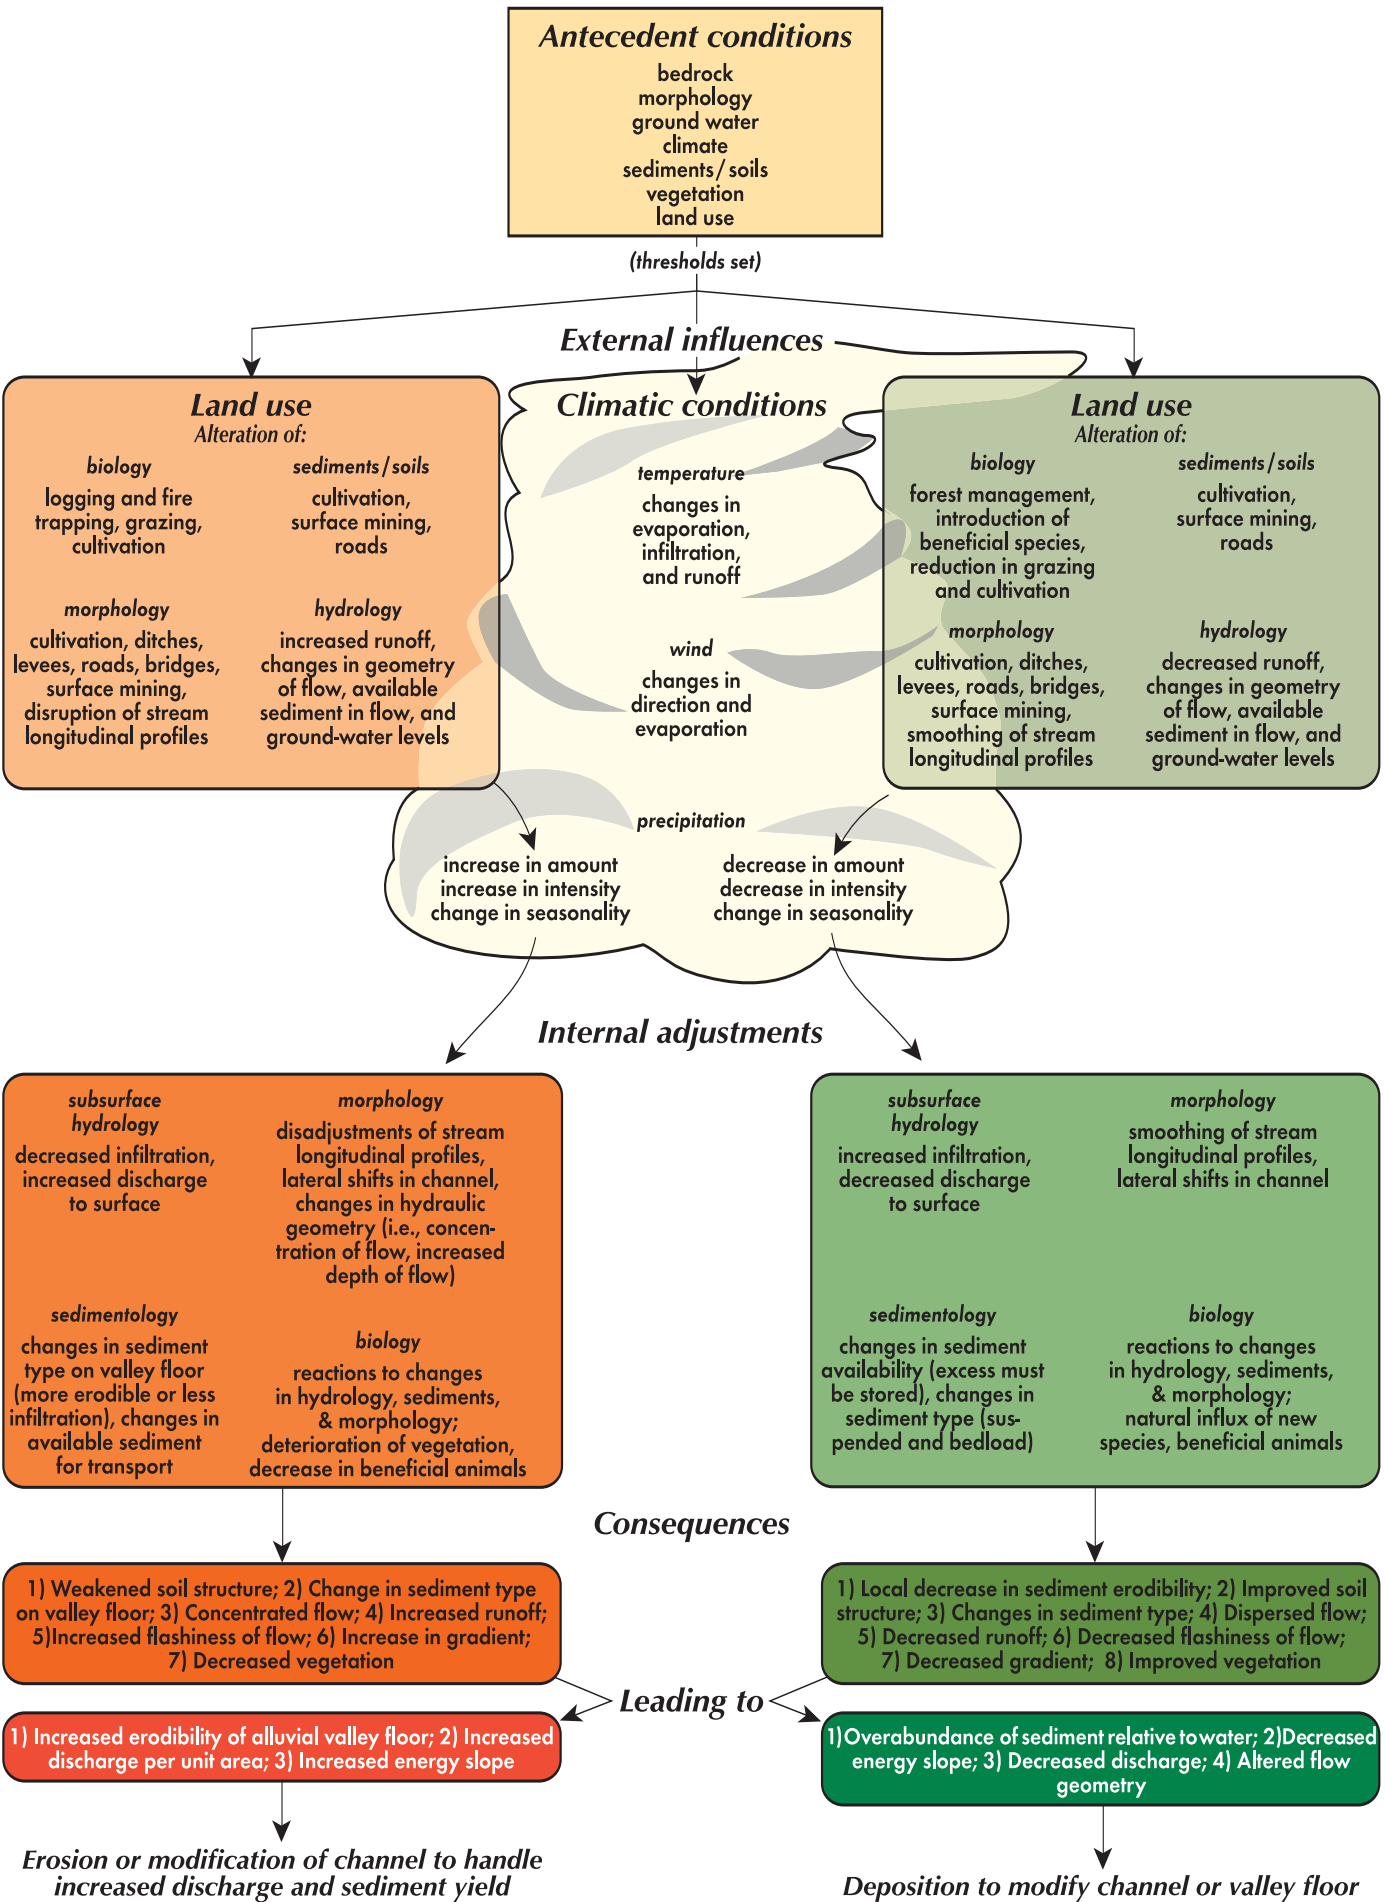 Antecedent conditions
bedrock
morphology
ground water
climate
sediments/soils
vegetation
land use
(thresholds set)
External influences
Land use
Alteration of:
biology
logging and fire
trapping, grazing,
cultivation
sediments/soils
cultivation,
surface mining,
roads
morphology
cultivation, ditches,
levees, roads, bridges,
surface mining,
disruption of stream
longitudinal profiles
hydrology
increased runoff,
changes in geometry
of flow, available
sediment in flow, and
ground-water levels
Climatic conditions
temperature
changes in
evaporation,
infiltration,
and runoff
wind
changes in
direction and
evaporation
precipitation
increase in amount
increase in intensity
change in seasonality
decrease in amount
decrease in intensity
change in seasonality
Land use
Alteration of:
biology
forest management,
introduction of
beneficial species,
reduction in grazing
and cultivation
sediments/soils
cultivation,
surface mining,
roads
morphology
cultivation, ditches,
levees, roads, bridges,
surface mining,
smoothing of stream
longitudinal profiles
hydrology
decreased runoff,
changes in geometry
of flow, available
sediment in flow, and
ground-water levels
Internal adjustments
subsurface
hydrology
decreased infiltration,
increased discharge
to surface
morphology
disadjustments of stream
longitudinal profiles,
lateral shifts in channel,
changes in hydraulic
geometry (i.e., concen-
tration of flow, increased
depth of flow)
sedimentology
changes in sediment
type on valley floor
(more erodible or less
infiltration), changes in
available sediment
for transport
biology
reactions to changes
in hydrology, sediments,
& morphology;
deterioration of vegetation,
decrease in beneficial animals
subsurface
hydrology
increased infiltration,
decreased discharge
to surface
morphology
smoothing of stream
longitudinal profiles,
lateral shifts in channel
sedimentology
changes in sediment
availability (excess must
be stored), changes in
sediment type (sus-
pended and bedload)
biology
reactions to changes
in hydrology, sediments,
& morphology;
natural influx of new
species, beneficial animals
Consequences
1) Weakened soil structure; 2) Change in sediment type
on valley floor; 3) Concentrated flow; 4) Increased runoff;
5)Increased flashiness of flow; 6) Increase in gradient;
7) Decreased vegetation
1) Local decrease in sediment erodibility; 2) Improved soil
structure; 3) Changes in sediment type; 4) Dispersed flow;
5) Decreased runoff; 6) Decreased flashiness of flow;
7) Decreased gradient; 8) Improved vegetation
Leading to
1) Increased erodibility of alluvial valley floor; 2) Increased
discharge per unit area; 3) Increased energy slope
1)Overabundance of sediment relative to water; 2)Decreased
energy slope; 3) Decreased discharge; 4) Altered flow
geometry
Erosion or modification of channel to handle
increased discharge and sediment yield
Deposition to modify channel or valley floor